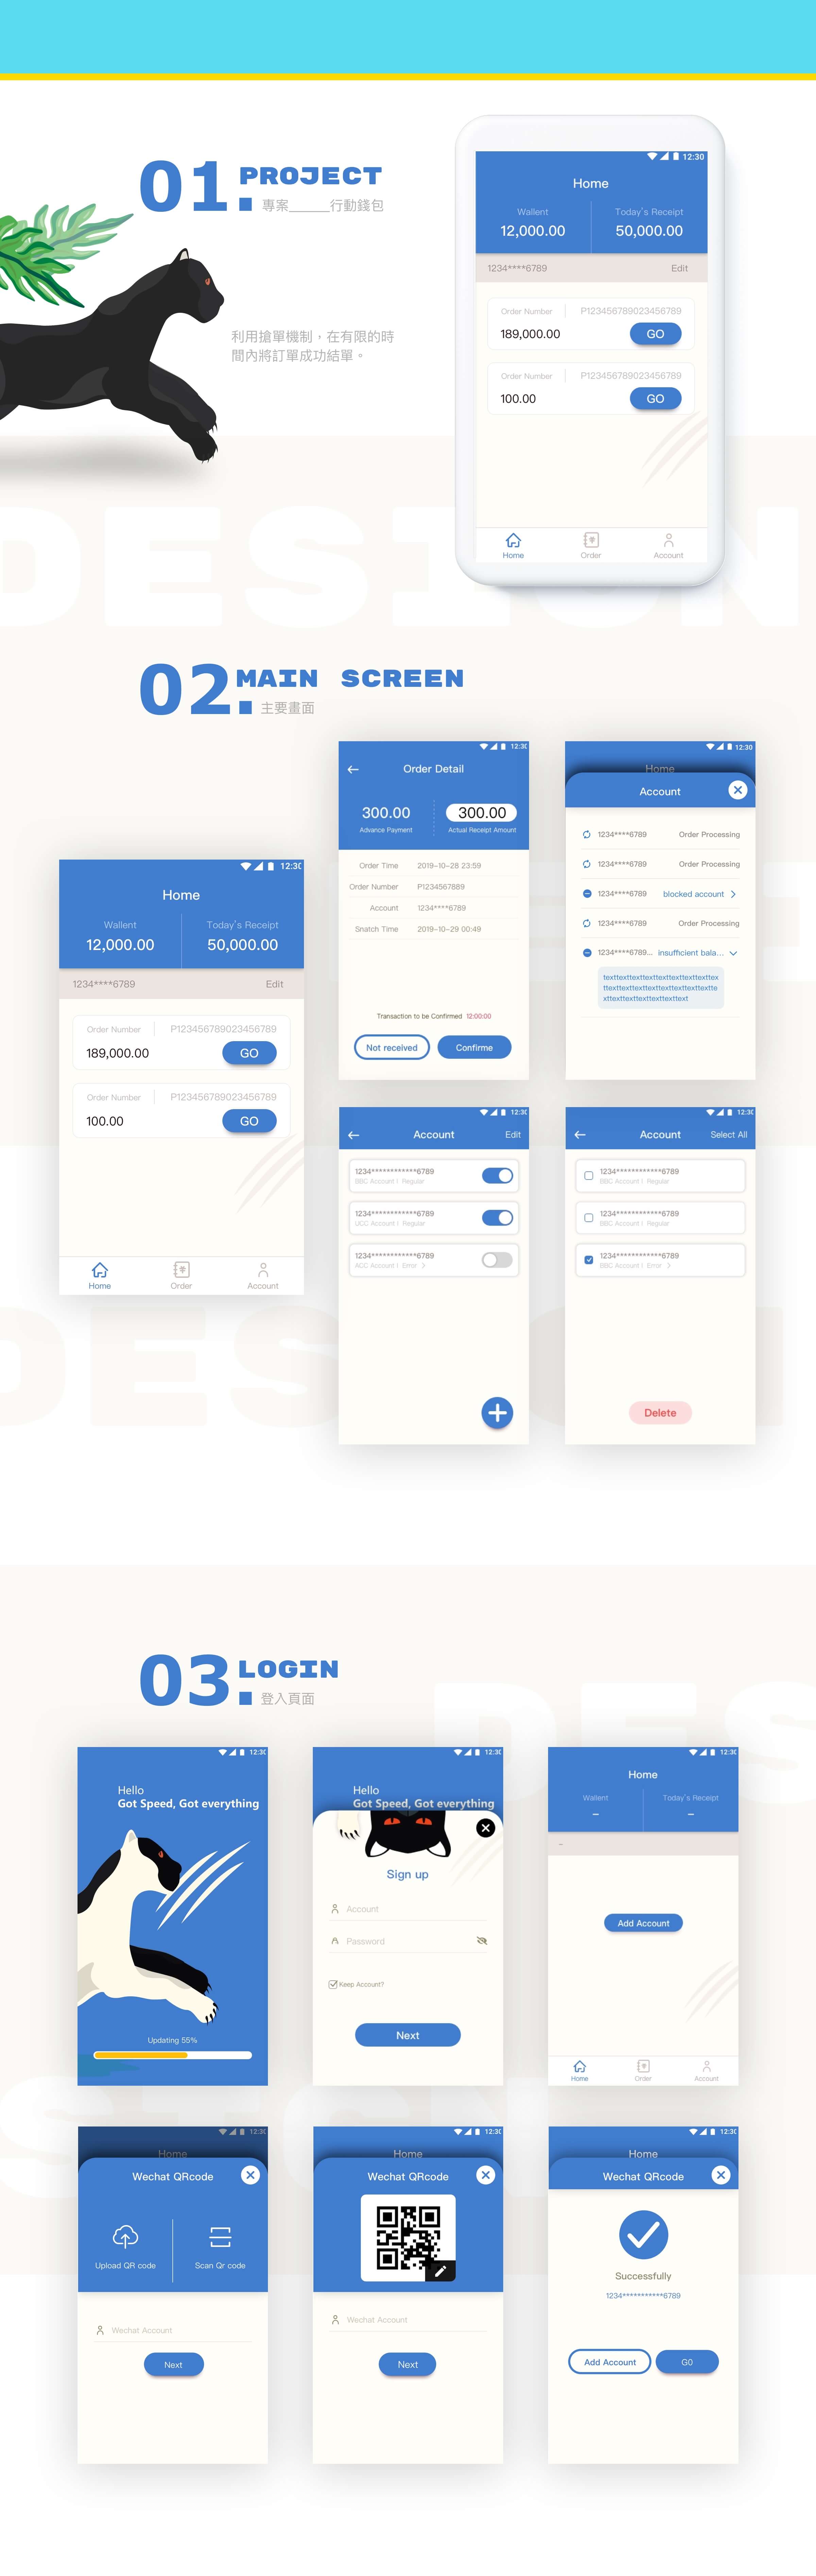 01.
PROJECT
專案_____行動錢包
利用搶單機制，在有限的時
間內將訂單成功結單。
12:30
Home
Wallent
Today's Receipt
12,000.00
50,000.00
1234****6789
Edit
Order Number
P123456789023456789
189,000.00
GO
Order Number
P123456789023456789
100.00
GO
Home
Order
Account
DESIGN
02.
MAIN SCREEN
主要畫面
12:30
Home
Wallent
Today's Receipt
12,000.00
50,000.00
1234****6789
Edit
Order Number
P123456789023456789
189,000.00
GO
Order Number
P123456789023456789
100.00
GO
Home
Order
Account
12:30
Order Detail
300.00
300.00
Advance Payment
Actual Receipt Amount
Order Time
2019-10-28 23:59
Order Number
P1234567889
Account
1234****6789
Snatch Time
2019-10-29 00:49
Transaction to be Confirmed 12:00:00
Not received
Confirme
12:30
Home
Account
1234****6789
Order Processing
1234****6789
Order Processing
1234****6789
blocked account
1234****6789
Order Processing
1234****6789...
insufficient bala...
texttexttexttexttexttexttexttexttex
ttexttexttexttexttexttexttexttextte
xttexttexttexttexttexttext
12:30
Account
Edit
1234************6789
BBC Account | Regular
1234************6789
UCC Account | Regular
1234************6789
ACC Account | Error
12:30
Account
Select All
1234************6789
BBC Account | Regular
1234************6789
BBC Account | Regular
1234************6789
BBC Account | Error
Delete
03.
LOGIN
登入頁面
12:30
Hello
Got Speed, Got everything
Updating 55%
12:30
Hello
Got Speed, Got everything
Sign up
Account
Password
Keep Account?
Next
12:30
Home
Wallent
Today's Receipt
–
–
–
Add Account
Home
Order
Account
12:30
Home
Wechat QRcode
Upload QR code
Scan Qr code
Wechat Account
Next
12:30
Home
Wechat QRcode
Wechat Account
Next
12:30
Home
Wechat QRcode
Successfully
1234************6789
Add Account
GO